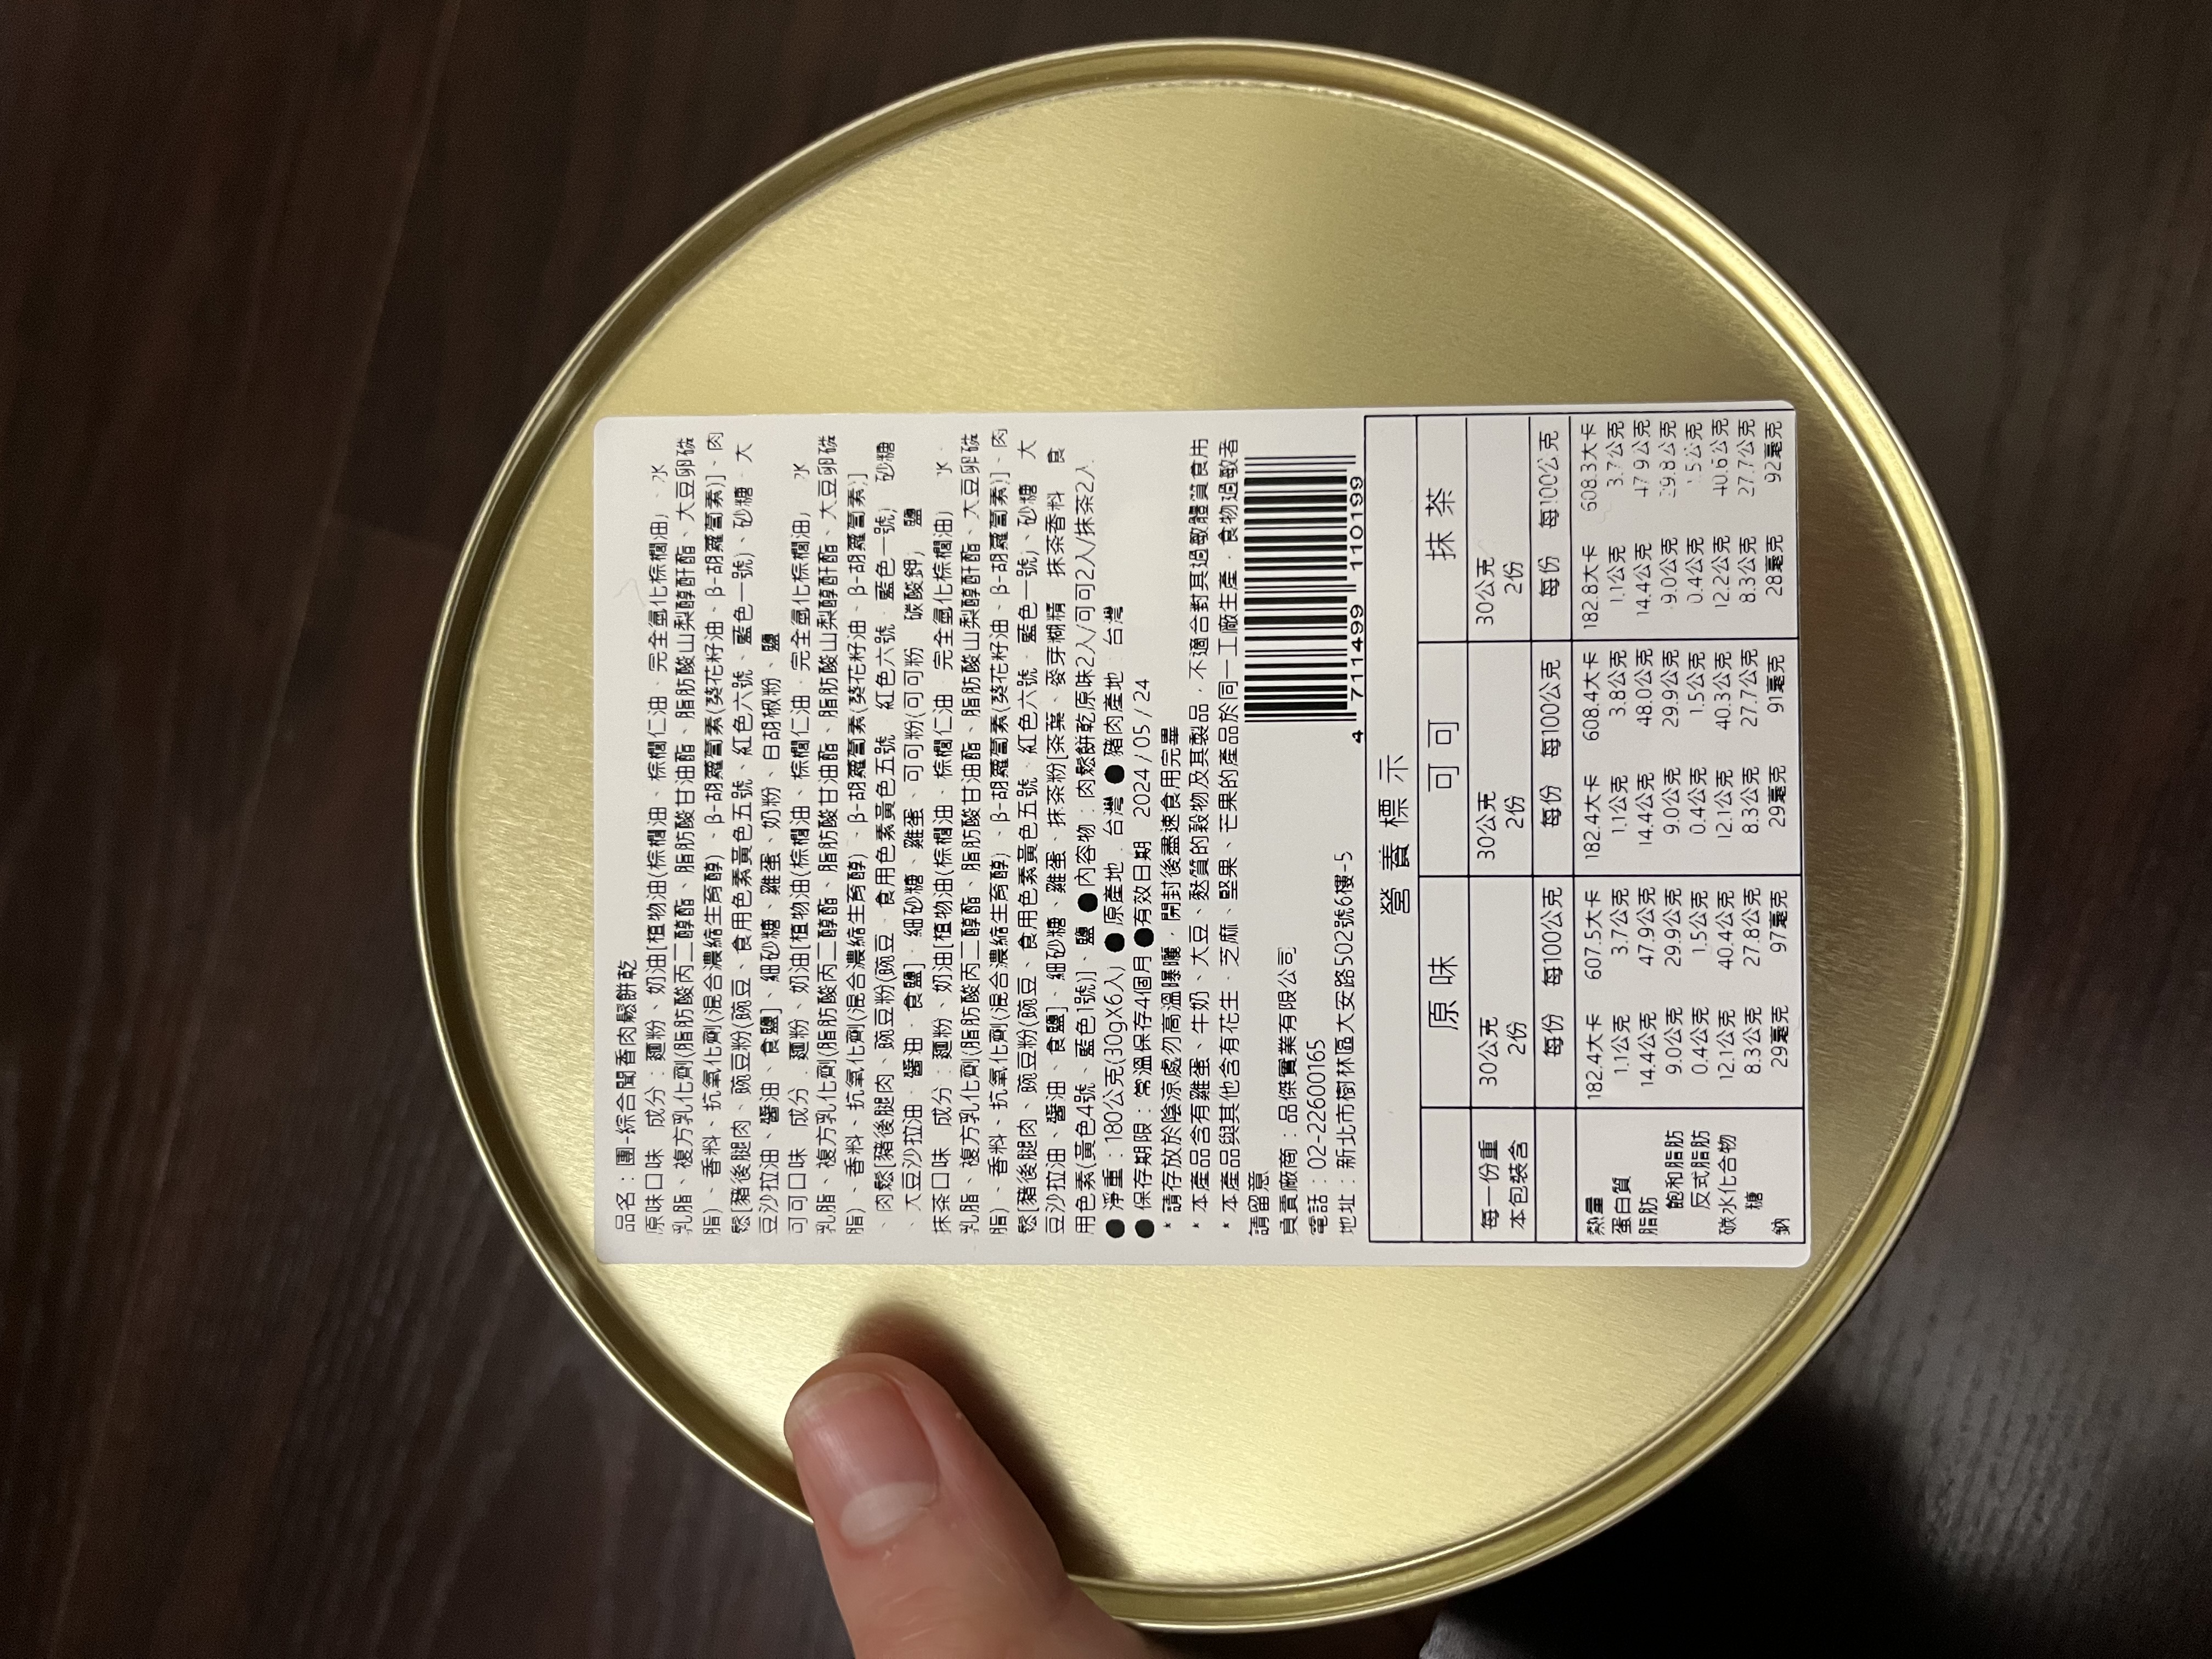 品名：團-綜合聞香肉鬆餅乾
原味口味 成分：麵粉、奶油[植物油(棕櫚油、棕櫚仁油、完全氫化棕櫚油)、水
乳脂、複方乳化劑(脂肪酸丙二醇酯、脂肪酸甘油酯、脂肪酸山梨醇酐酯、大豆卵磷
脂)、香料、抗氧化劑(混合濃縮生育醇)、β-胡蘿蔔素(葵花籽油、β-胡蘿蔔素)]、肉
鬆[豬後腿肉、豌豆粉(豌豆、食用色素黃色五號、紅色六號、藍色一號)、砂糖、大
豆沙拉油、醬油、食鹽]、細砂糖、雞蛋、奶粉、白胡椒粉、鹽
可可口味 成分：麵粉、奶油[植物油(棕櫚油、棕櫚仁油、完全氫化棕櫚油)、水
乳脂、複方乳化劑(脂肪酸丙二醇酯、脂肪酸甘油酯、脂肪酸山梨醇酐酯、大豆卵磷
脂)、香料、抗氧化劑(混合濃縮生育醇)、β-胡蘿蔔素(葵花籽油、β-胡蘿蔔素)]
、肉鬆[豬後腿肉、豌豆粉(豌豆、食用色素黃色五號、紅色六號、藍色一號)、砂糖
、大豆沙拉油、醬油、食鹽]、細砂糖、雞蛋、可可粉(可可粉、碳酸鉀)、鹽
抹茶口味 成分：麵粉、奶油[植物油(棕櫚油、棕櫚仁油、完全氫化棕櫚油)、水、
乳脂、複方乳化劑(脂肪酸丙二醇酯、脂肪酸甘油酯、脂肪酸山梨醇酐酯、大豆卵磷
脂)、香料、抗氧化劑(混合濃縮生育醇)、β-胡蘿蔔素(葵花籽油、β-胡蘿蔔素)]、肉
鬆[豬後腿肉、豌豆粉(豌豆、食用色素黃色五號、紅色六號、藍色一號)、砂糖、大
豆沙拉油、醬油、食鹽]、細砂糖、雞蛋、抹茶粉[茶葉、麥芽糊精、抹茶香料、食
用色素(黃色4號、藍色1號)]、鹽 ●內容物：肉鬆餅乾原味2入/可可2入/抹茶2入
●淨重：180公克(30gX6入) ●原產地：台灣 ●豬肉產地：台灣
●保存期限：常溫保存4個月 ●有效日期：2024/05/24
*請存放於陰涼處勿高溫曝曬，開封後盡速食用完畢
*本產品含有雞蛋、牛奶、大豆、麩質的穀物及其製品，不適合對其過敏體質食用
*本產品與其他含有花生、芝麻、堅果、芒果的產品於同一工廠生產，食物過敏者
請留意
負責廠商：品傑實業有限公司
電話：02-22600165
地址：新北市樹林區大安路502號6樓-5
4 711499 110199
營養標示
原味 可可 抹茶
每一份量 30公克 30公克 30公克
本包裝含 2份 2份 2份
每份 每100公克 每份 每100公克 每份 每100公克
熱量 182.4大卡 607.5大卡 182.4大卡 608.4大卡 182.8大卡 608.3大卡
蛋白質 1.1公克 3.7公克 1.1公克 3.8公克 1.1公克 3.7公克
脂肪 14.4公克 47.9公克 14.4公克 48.0公克 14.4公克 47.9公克
飽和脂肪 9.0公克 29.9公克 9.0公克 29.9公克 9.0公克 29.8公克
反式脂肪 0.4公克 1.5公克 0.4公克 1.5公克 0.4公克 1.5公克
碳水化合物 12.1公克 40.4公克 12.1公克 40.3公克 12.2公克 40.6公克
糖 8.3公克 27.8公克 8.3公克 27.7公克 8.3公克 27.7公克
鈉 29毫克 97毫克 29毫克 91毫克 28毫克 92毫克